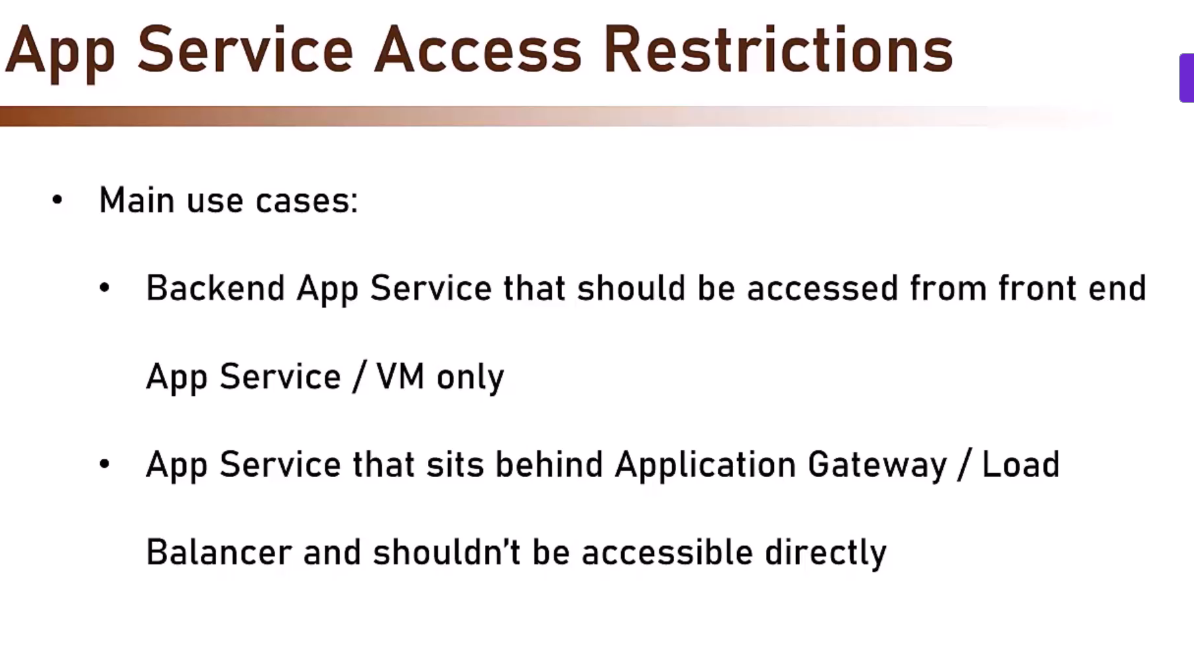 App Service Access Restrictions
• Main use cases:
• Backend App Service that should be accessed from front end
App Service / VM only
• App Service that sits behind Application Gateway / Load
Balancer and shouldn't be accessible directly